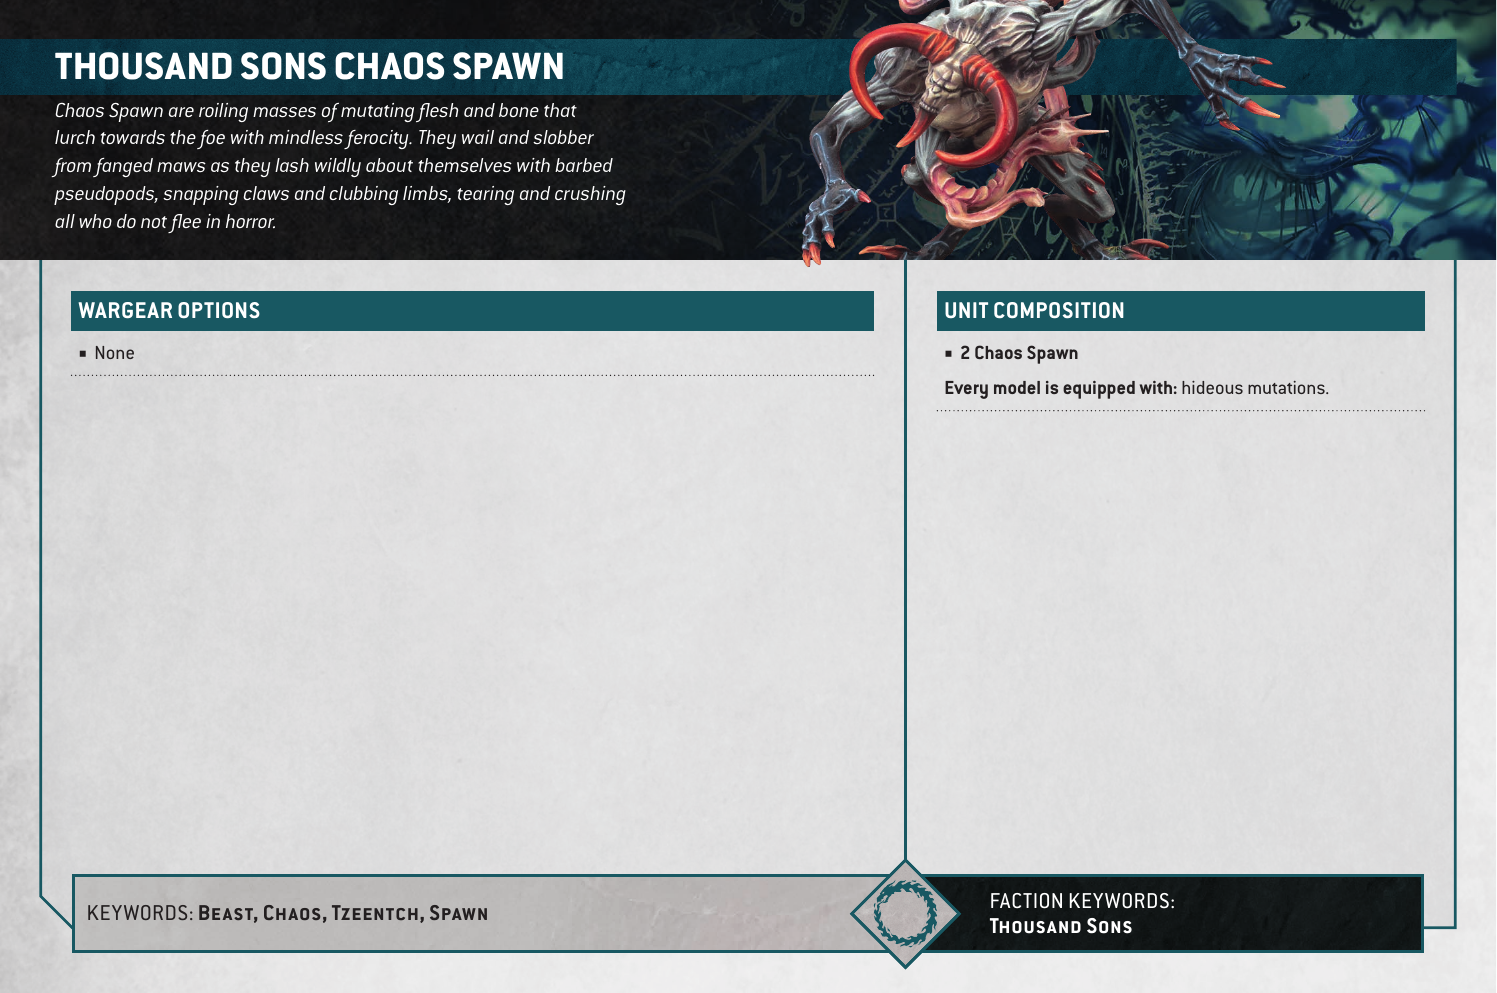 THOUSAND SONS CHAOS SPAWN
Chaos Spawn are roiling masses of mutating flesh and bone that
lurch towards the foe with mindless ferocity. They wail and slobber
from fanged maws as they lash wildly about themselves with barbed
pseudopods, snapping claws and clubbing limbs, tearing and crushing
all who do not flee in horror.
WARGEAR OPTIONS
▪ None
UNIT COMPOSITION
▪ 2 Chaos Spawn
Every model is equipped with: hideous mutations.
KEYWORDS: BEAST, CHAOS, TZEENTCH, SPAWN
FACTION KEYWORDS:
THOUSAND SONS